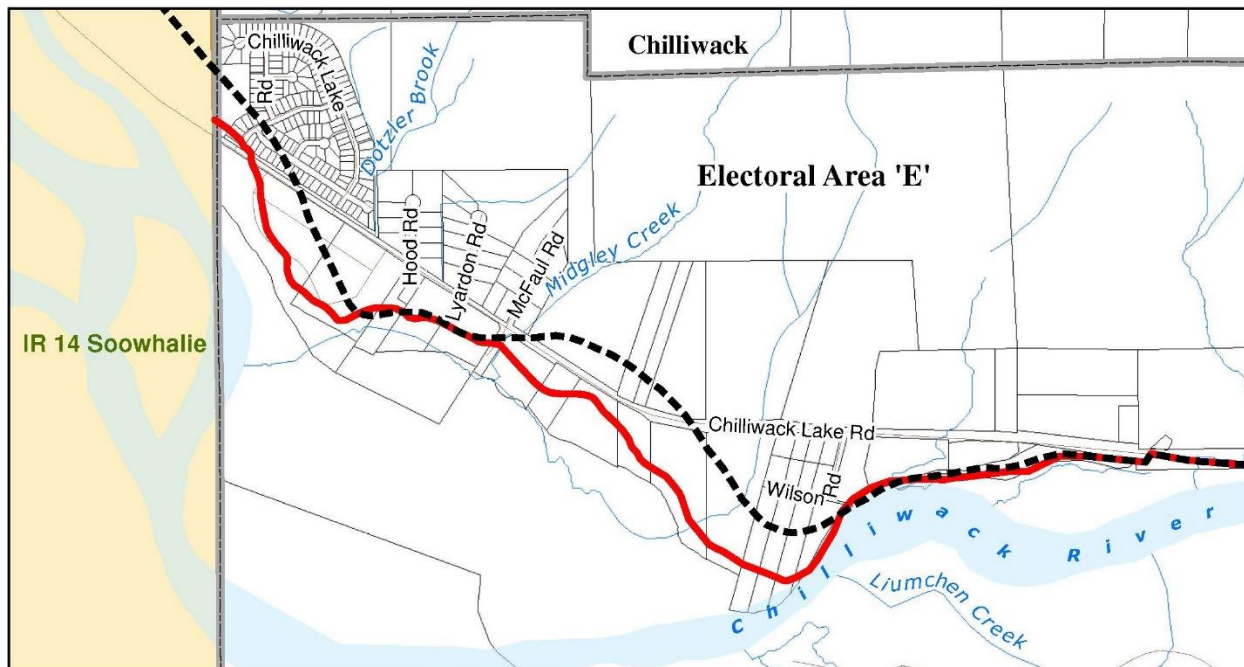 Chilliwack Lake
Rd
Dotzler Brook
Chilliwack
Electoral Area 'E'
Hood Rd
Lyardon Rd
McFaul Rd
Midgley Creek
IR 14 Soowhalie
Chilliwack Lake Rd
Wilson Rd
Chilliwack River
Liumchen Creek